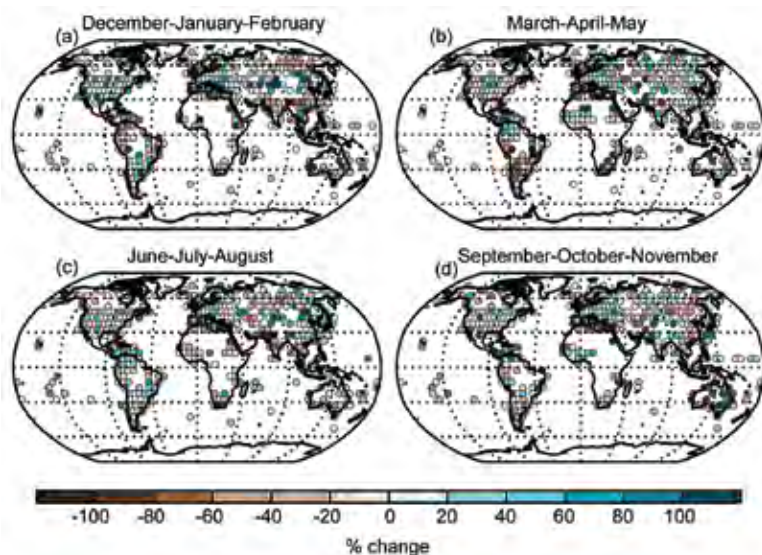 December-January-February
March-April-May
(a)
(b)
June-July-August
September-October-November
(c)
(d)
-100 -80 -60 -40 -20 0 20 40 60 80 100
% change